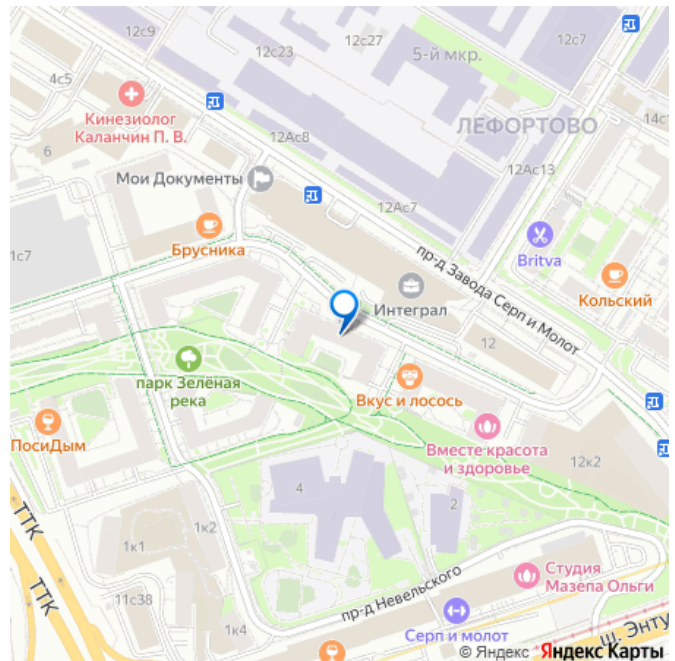 12с9
12с23
12с27
12с7
5-й мкр.
4с5
Кинезиолог
Каланчин П. В.
ЛЕФОРТОВО
14с1
12Ас8
6
Мои Документы
12Ас13
12Ас7
Брусника
1с7
Britva
пр-д Завода Серп и Молот
Кольский
Интеграл
12
парк Зелёная
река
Вкус и лосось
ПосиДым
Вместе красота
и здоровье
12к2
4
2
ТТК
1к2
1к1
ТТК
11с38
пр-д Невельского
Студия
Мазепа Ольги
1к4
Серп и молот
ш. Энту
© Яндекс Яндекс Карты